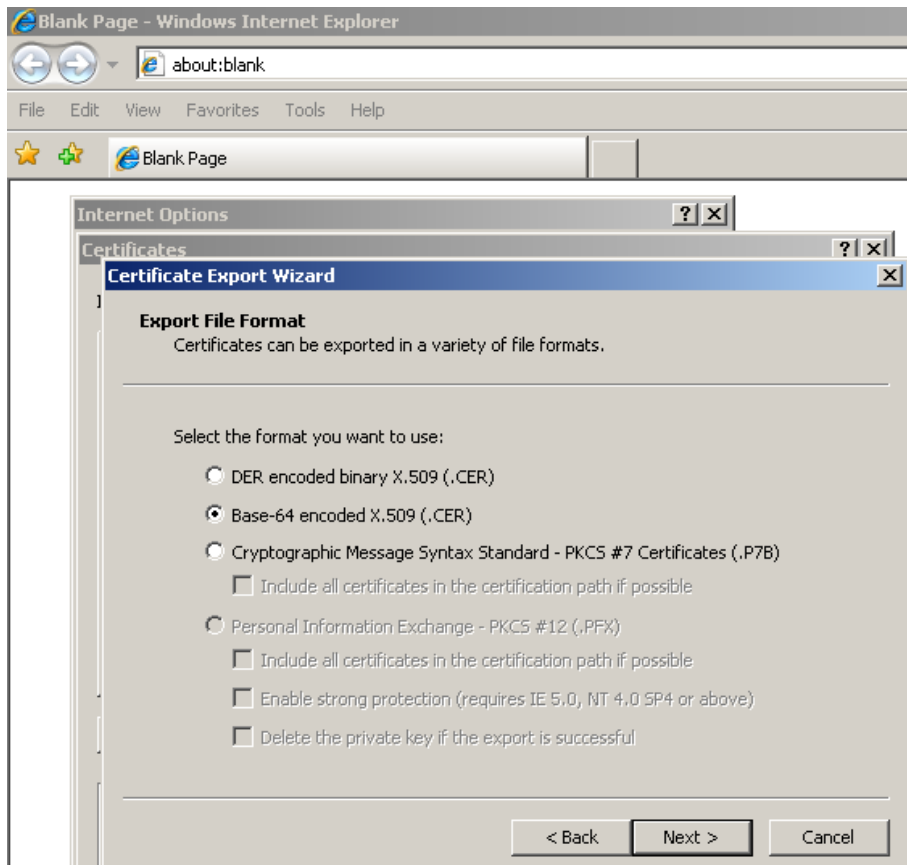 Blank Page - Windows Internet Explorer
about:blank
File Edit View Favorites Tools Help
Blank Page
Internet Options
Certificates
Certificate Export Wizard
Export File Format
Certificates can be exported in a variety of file formats.
Select the format you want to use:
DER encoded binary X.509 (.CER)
Base-64 encoded X.509 (.CER)
Cryptographic Message Syntax Standard - PKCS #7 Certificates (.P7B)
Include all certificates in the certification path if possible
Personal Information Exchange - PKCS #12 (.PFX)
Include all certificates in the certification path if possible
Enable strong protection (requires IE 5.0, NT 4.0 SP4 or above)
Delete the private key if the export is successful
< Back Next > Cancel